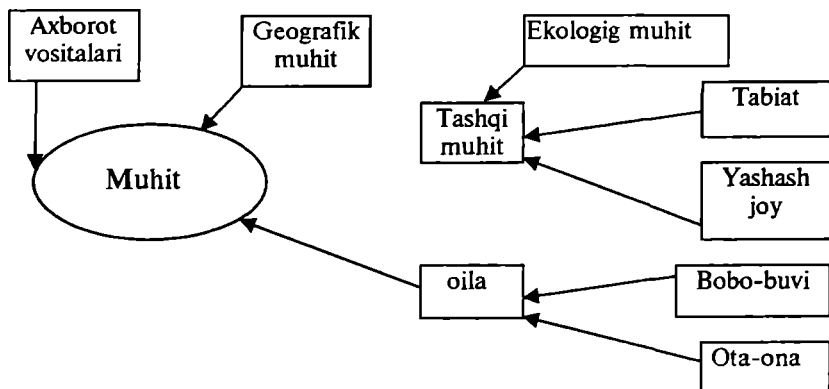 Axborot
vositalari
Geografik
muhit
Ekologig muhit
Tashqi
muhit
Tabiat
Muhit
Yashash
joy
oila
Bobo-buvi
Ota-ona